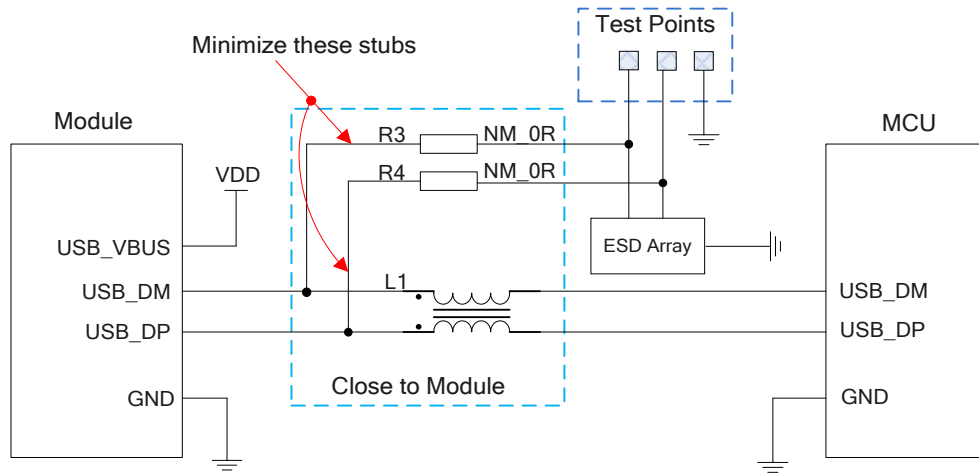 Minimize these stubs
Test Points
Module
MCU
R3
NM_0R
R4
NM_0R
VDD
ESD Array
USB_VBUS
L1
USB_DM
USB_DM
USB_DP
USB_DP
Close to Module
GND
GND